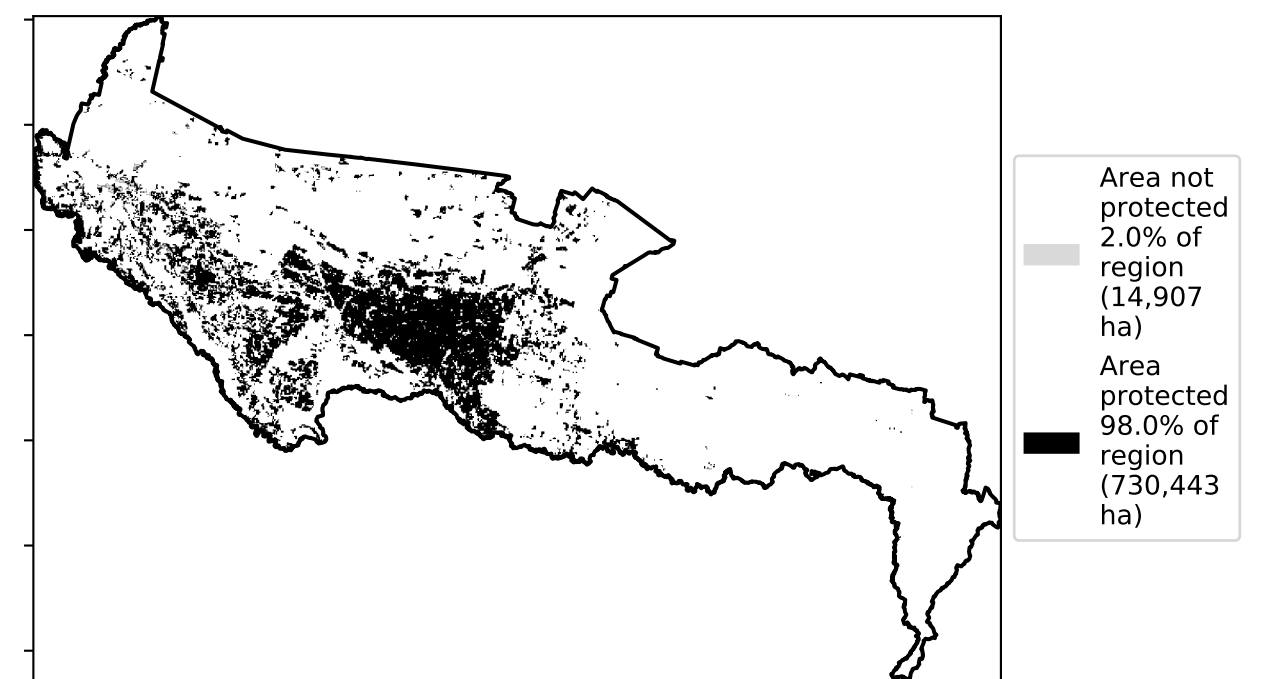 Area not
protected
2.0% of
region
(14,907
ha)
Area
protected
98.0% of
region
(730,443
ha)